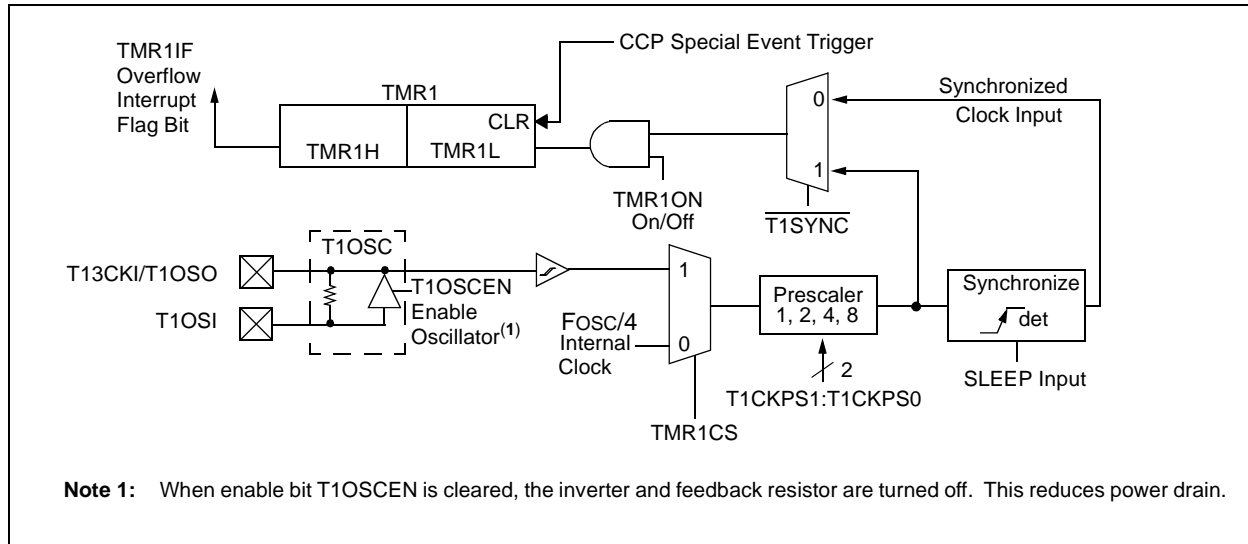 TMR1IF
Overflow
Interrupt
Flag Bit
CCP Special Event Trigger
TMR1
CLR
TMR1H
TMR1L
TMR1ON
On/Off
0
1
T1SYNC
Synchronized
Clock Input
T1OSC
T13CKI/T1OSO
T1OSI
T1OSCEN
Enable
Oscillator(1)
FOSC/4
Internal
Clock
1
0
TMR1CS
Prescaler
1, 2, 4, 8
2
T1CKPS1:T1CKPS0
Synchronize
det
SLEEP Input
Note 1: When enable bit T1OSCEN is cleared, the inverter and feedback resistor are turned off. This reduces power drain.